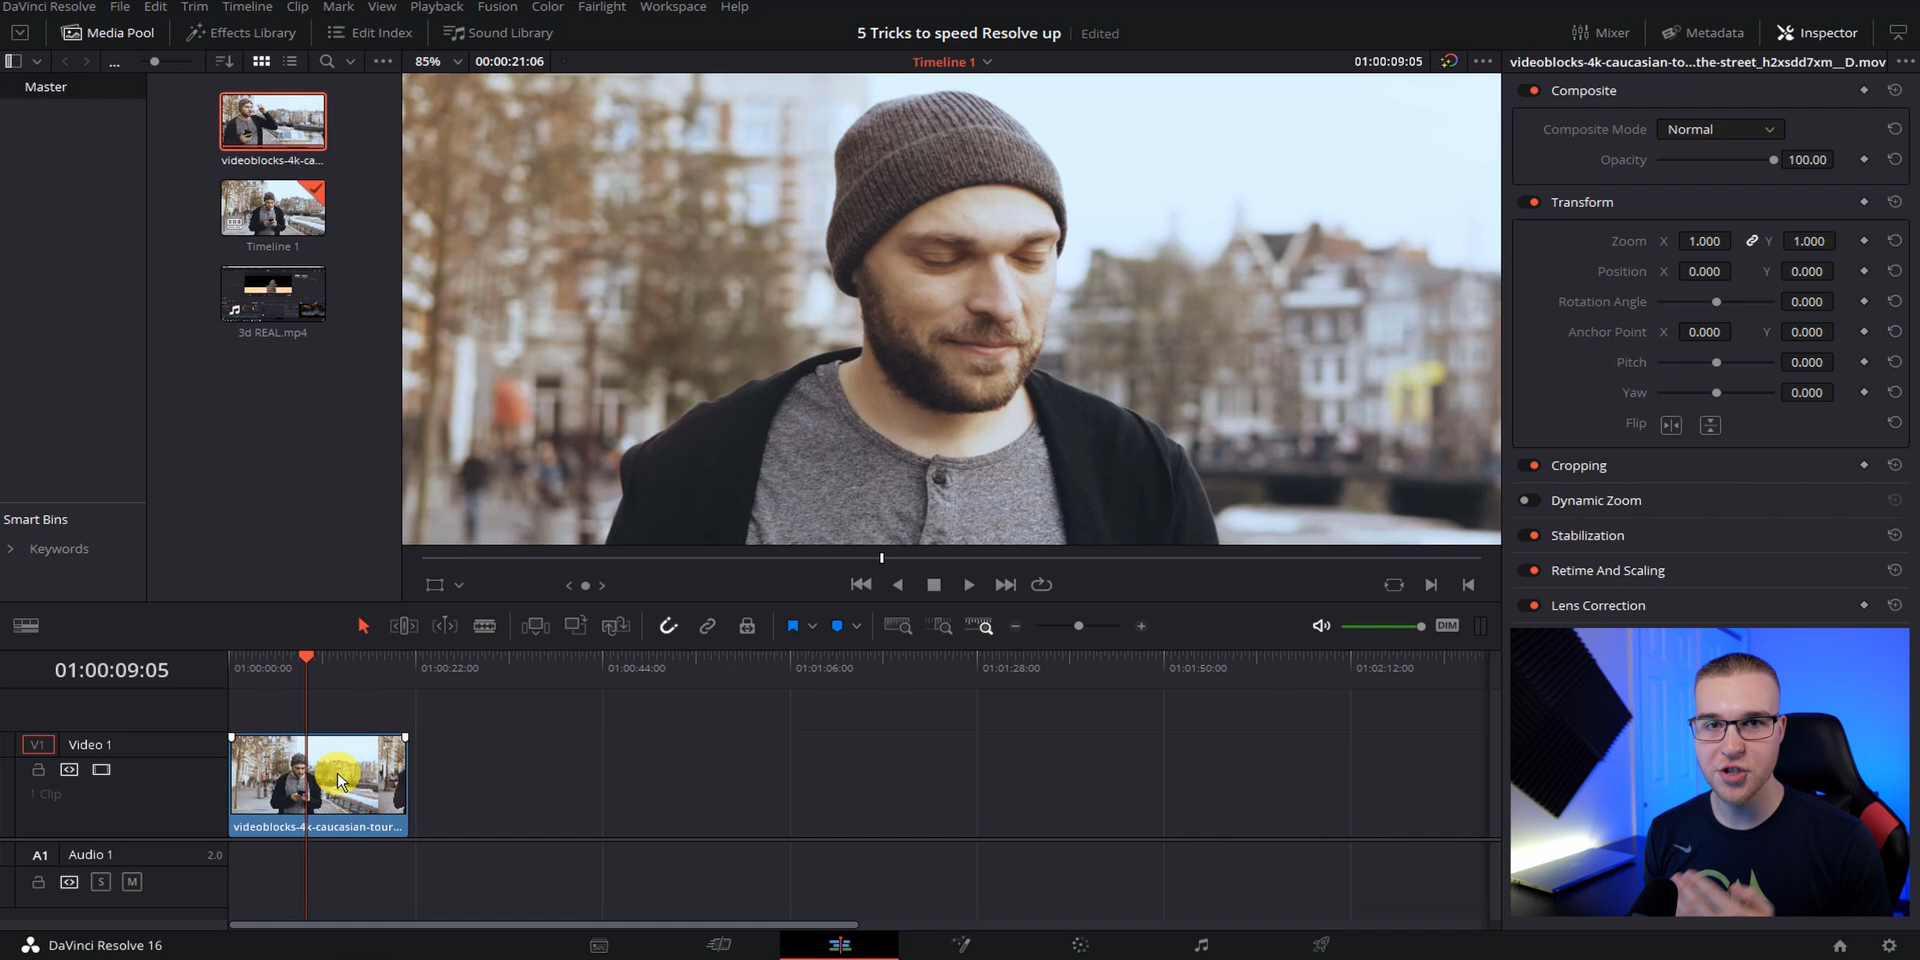 DaVinci Resolve File Edit Trim Timeline Clip Mark View Playback Fusion Color Fairlight Workspace Help
Media Pool Effects Library Edit Index Sound Library 5 Tricks to speed Resolve up Edited Mixer Metadata Inspector
... 85% 00:00:21:06 Timeline 1 01:00:09:05 videoblocks-4k-caucasian-to...the-street_h2xsdd7xm__D.mov
Master
videoblocks-4k-ca...
Timeline 1
3d REAL.mp4
Smart Bins
Keywords
Composite
Composite Mode Normal
Opacity 100.00
Transform
Zoom X 1.000 Y 1.000
Position X 0.000 Y 0.000
Rotation Angle 0.000
Anchor Point X 0.000 Y 0.000
Pitch 0.000
Yaw 0.000
Flip
Cropping
Dynamic Zoom
Stabilization
Retime And Scaling
Lens Correction
DIM
01:00:09:05
01:00:00:00 01:00:22:00 01:00:44:00 01:01:06:00 01:01:28:00 01:01:50:00 01:02:12:00
V1 Video 1
1 Clip
videoblocks-4k-caucasian-tour...
A1 Audio 1 2.0
S M
DaVinci Resolve 16